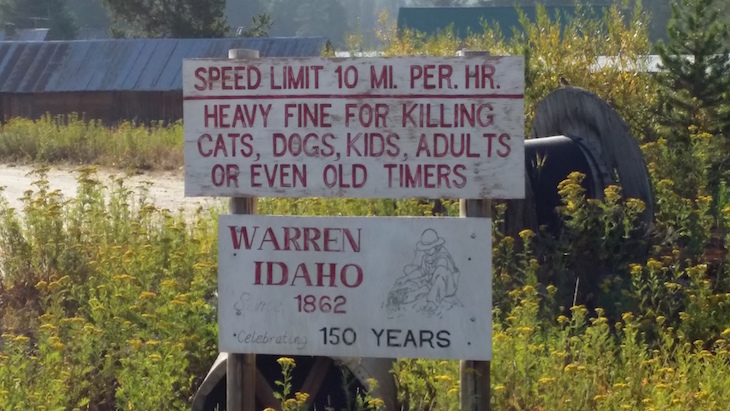 SPEED LIMIT 10 MI. PER. HR.
HEAVY FINE FOR KILLING
CATS, DOGS, KIDS, ADULTS
OR EVEN OLD TIMERS
WARREN
IDAHO
Since 1862
•Celebrating 150 YEARS